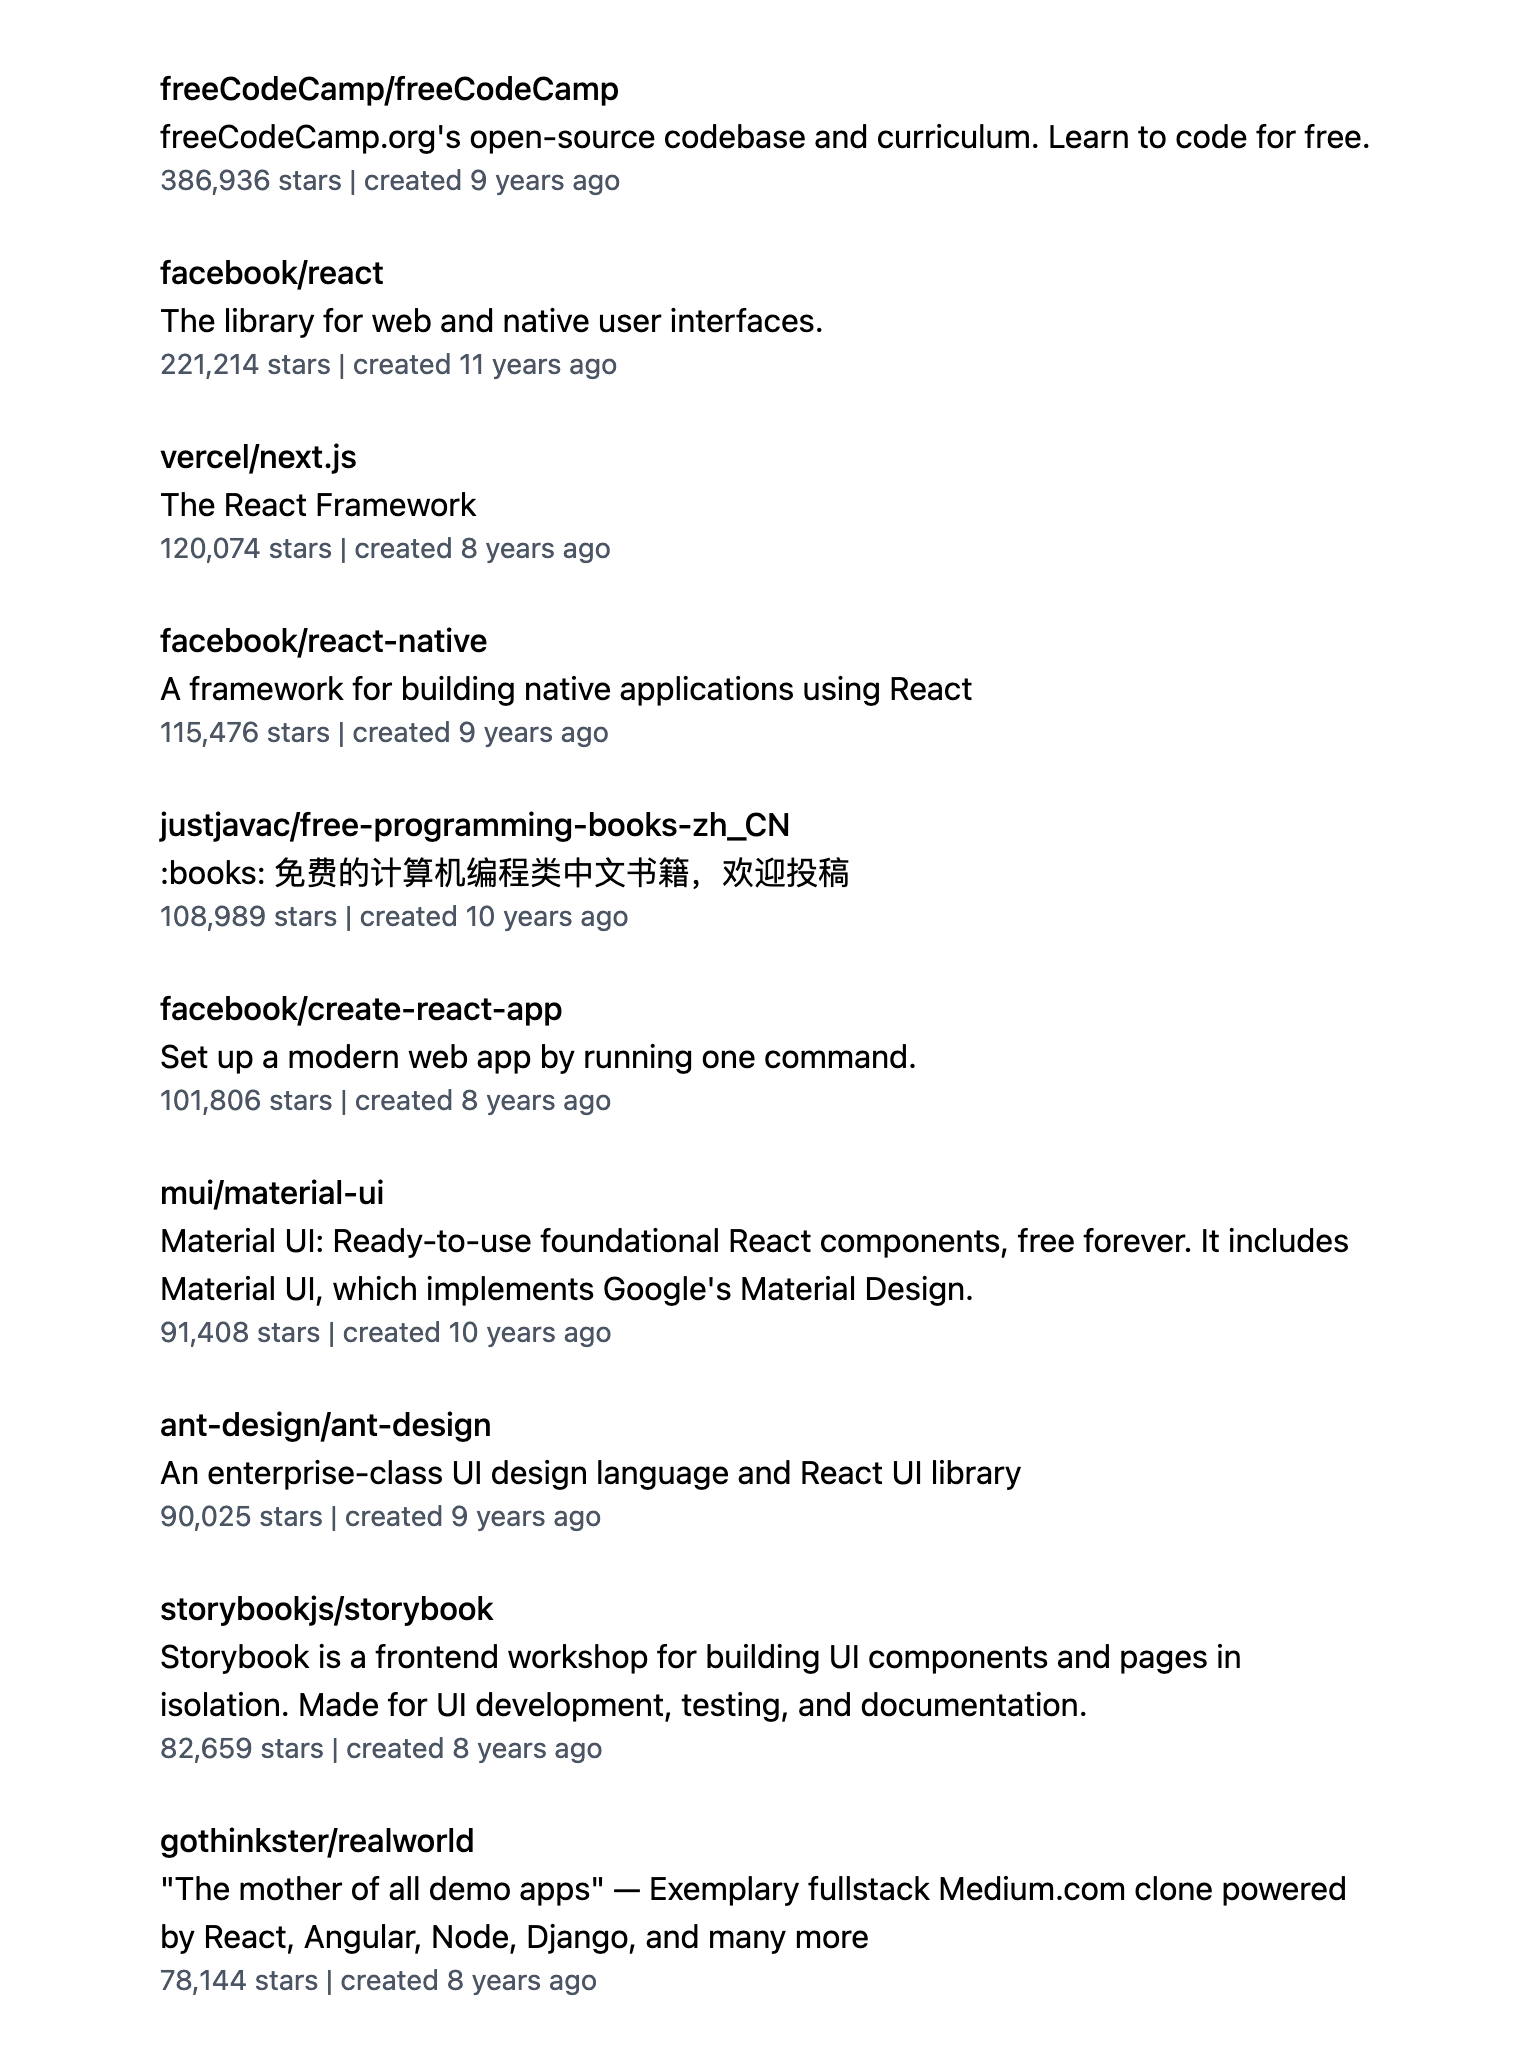 freeCodeCamp/freeCodeCamp
freeCodeCamp.org's open-source codebase and curriculum. Learn to code for free.
386,936 stars | created 9 years ago
facebook/react
The library for web and native user interfaces.
221,214 stars | created 11 years ago
vercel/next.js
The React Framework
120,074 stars | created 8 years ago
facebook/react-native
A framework for building native applications using React
115,476 stars | created 9 years ago
justjavac/free-programming-books-zh_CN
:books: 免费的计算机编程类中文书籍，欢迎投稿
108,989 stars | created 10 years ago
facebook/create-react-app
Set up a modern web app by running one command.
101,806 stars | created 8 years ago
mui/material-ui
Material UI: Ready-to-use foundational React components, free forever. It includes
Material UI, which implements Google's Material Design.
91,408 stars | created 10 years ago
ant-design/ant-design
An enterprise-class UI design language and React UI library
90,025 stars | created 9 years ago
storybookjs/storybook
Storybook is a frontend workshop for building UI components and pages in
isolation. Made for UI development, testing, and documentation.
82,659 stars | created 8 years ago
gothinkster/realworld
"The mother of all demo apps" — Exemplary fullstack Medium.com clone powered
by React, Angular, Node, Django, and many more
78,144 stars | created 8 years ago